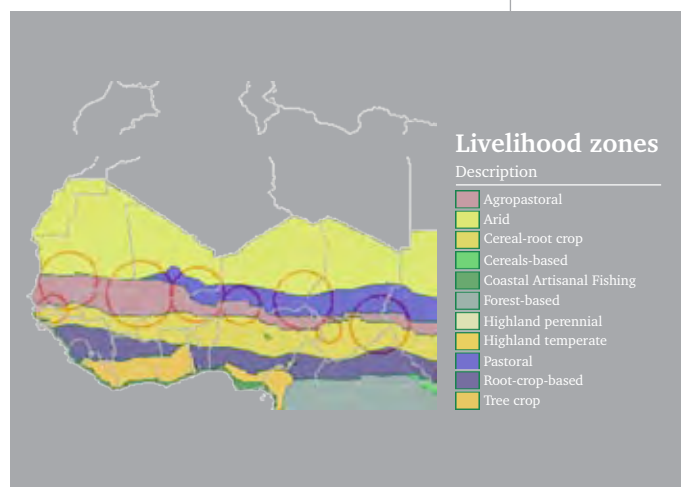 Livelihood zones
Description
Agropastoral
Arid
Cereal-root crop
Cereals-based
Coastal Artisanal Fishing
Forest-based
Highland perennial
Highland temperate
Pastoral
Root-crop-based
Tree crop